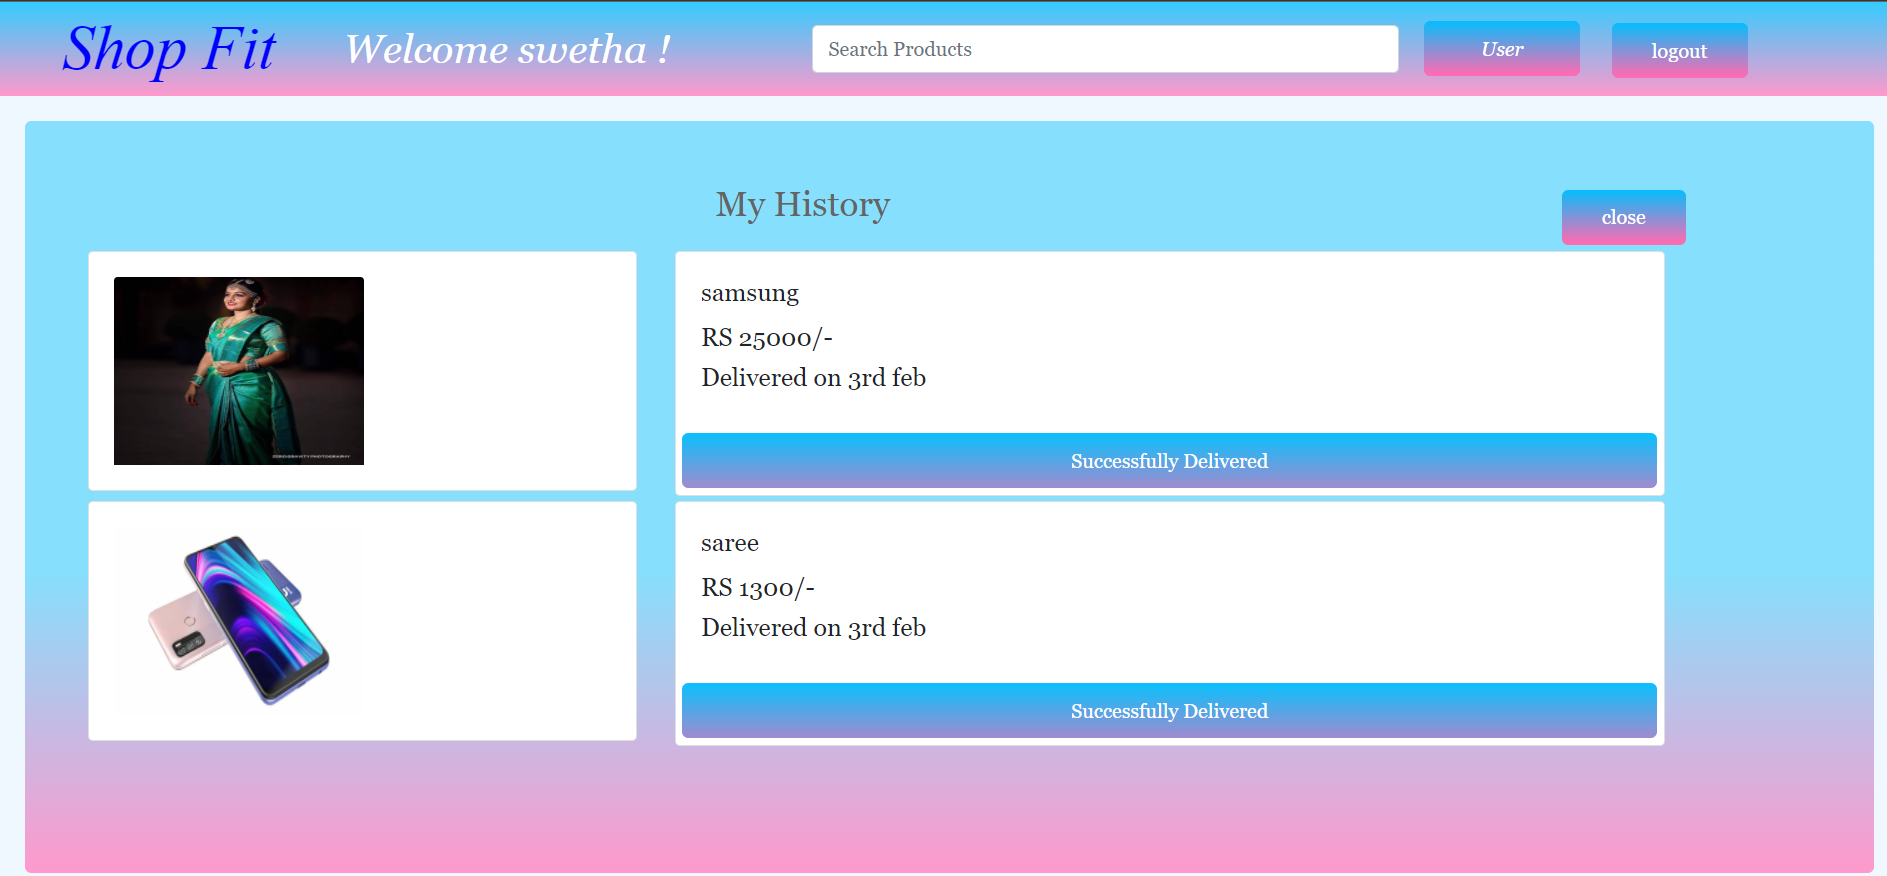 Shop Fit
Welcome swetha !
Search Products
User
logout
My History
close
samsung
RS 25000/-
Delivered on 3rd feb
Successfully Delivered
saree
RS 1300/-
Delivered on 3rd feb
Successfully Delivered